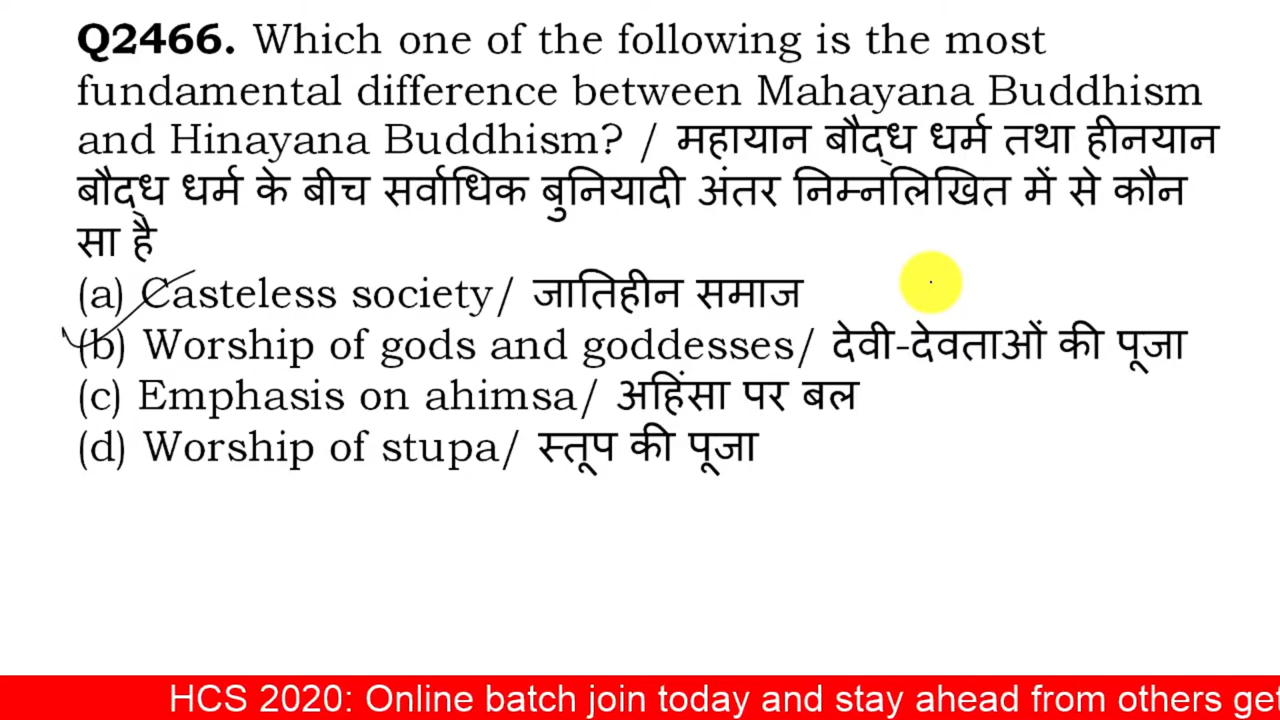 Q2466. Which one of the following is the most
fundamental difference between Mahayana Buddhism
and Hinayana Buddhism? / महायान बौद्ध धर्म तथा हीनयान
बौद्ध धर्म के बीच सर्वाधिक बुनियादी अंतर निम्नलिखित में से कौन
सा है
(a) Casteless society/ जातिहीन समाज
(b) Worship of gods and goddesses/ देवी-देवताओं की पूजा
(c) Emphasis on ahimsa/ अहिंसा पर बल
(d) Worship of stupa/ स्तूप की पूजा
HCS 2020: Online batch join today and stay ahead from others get